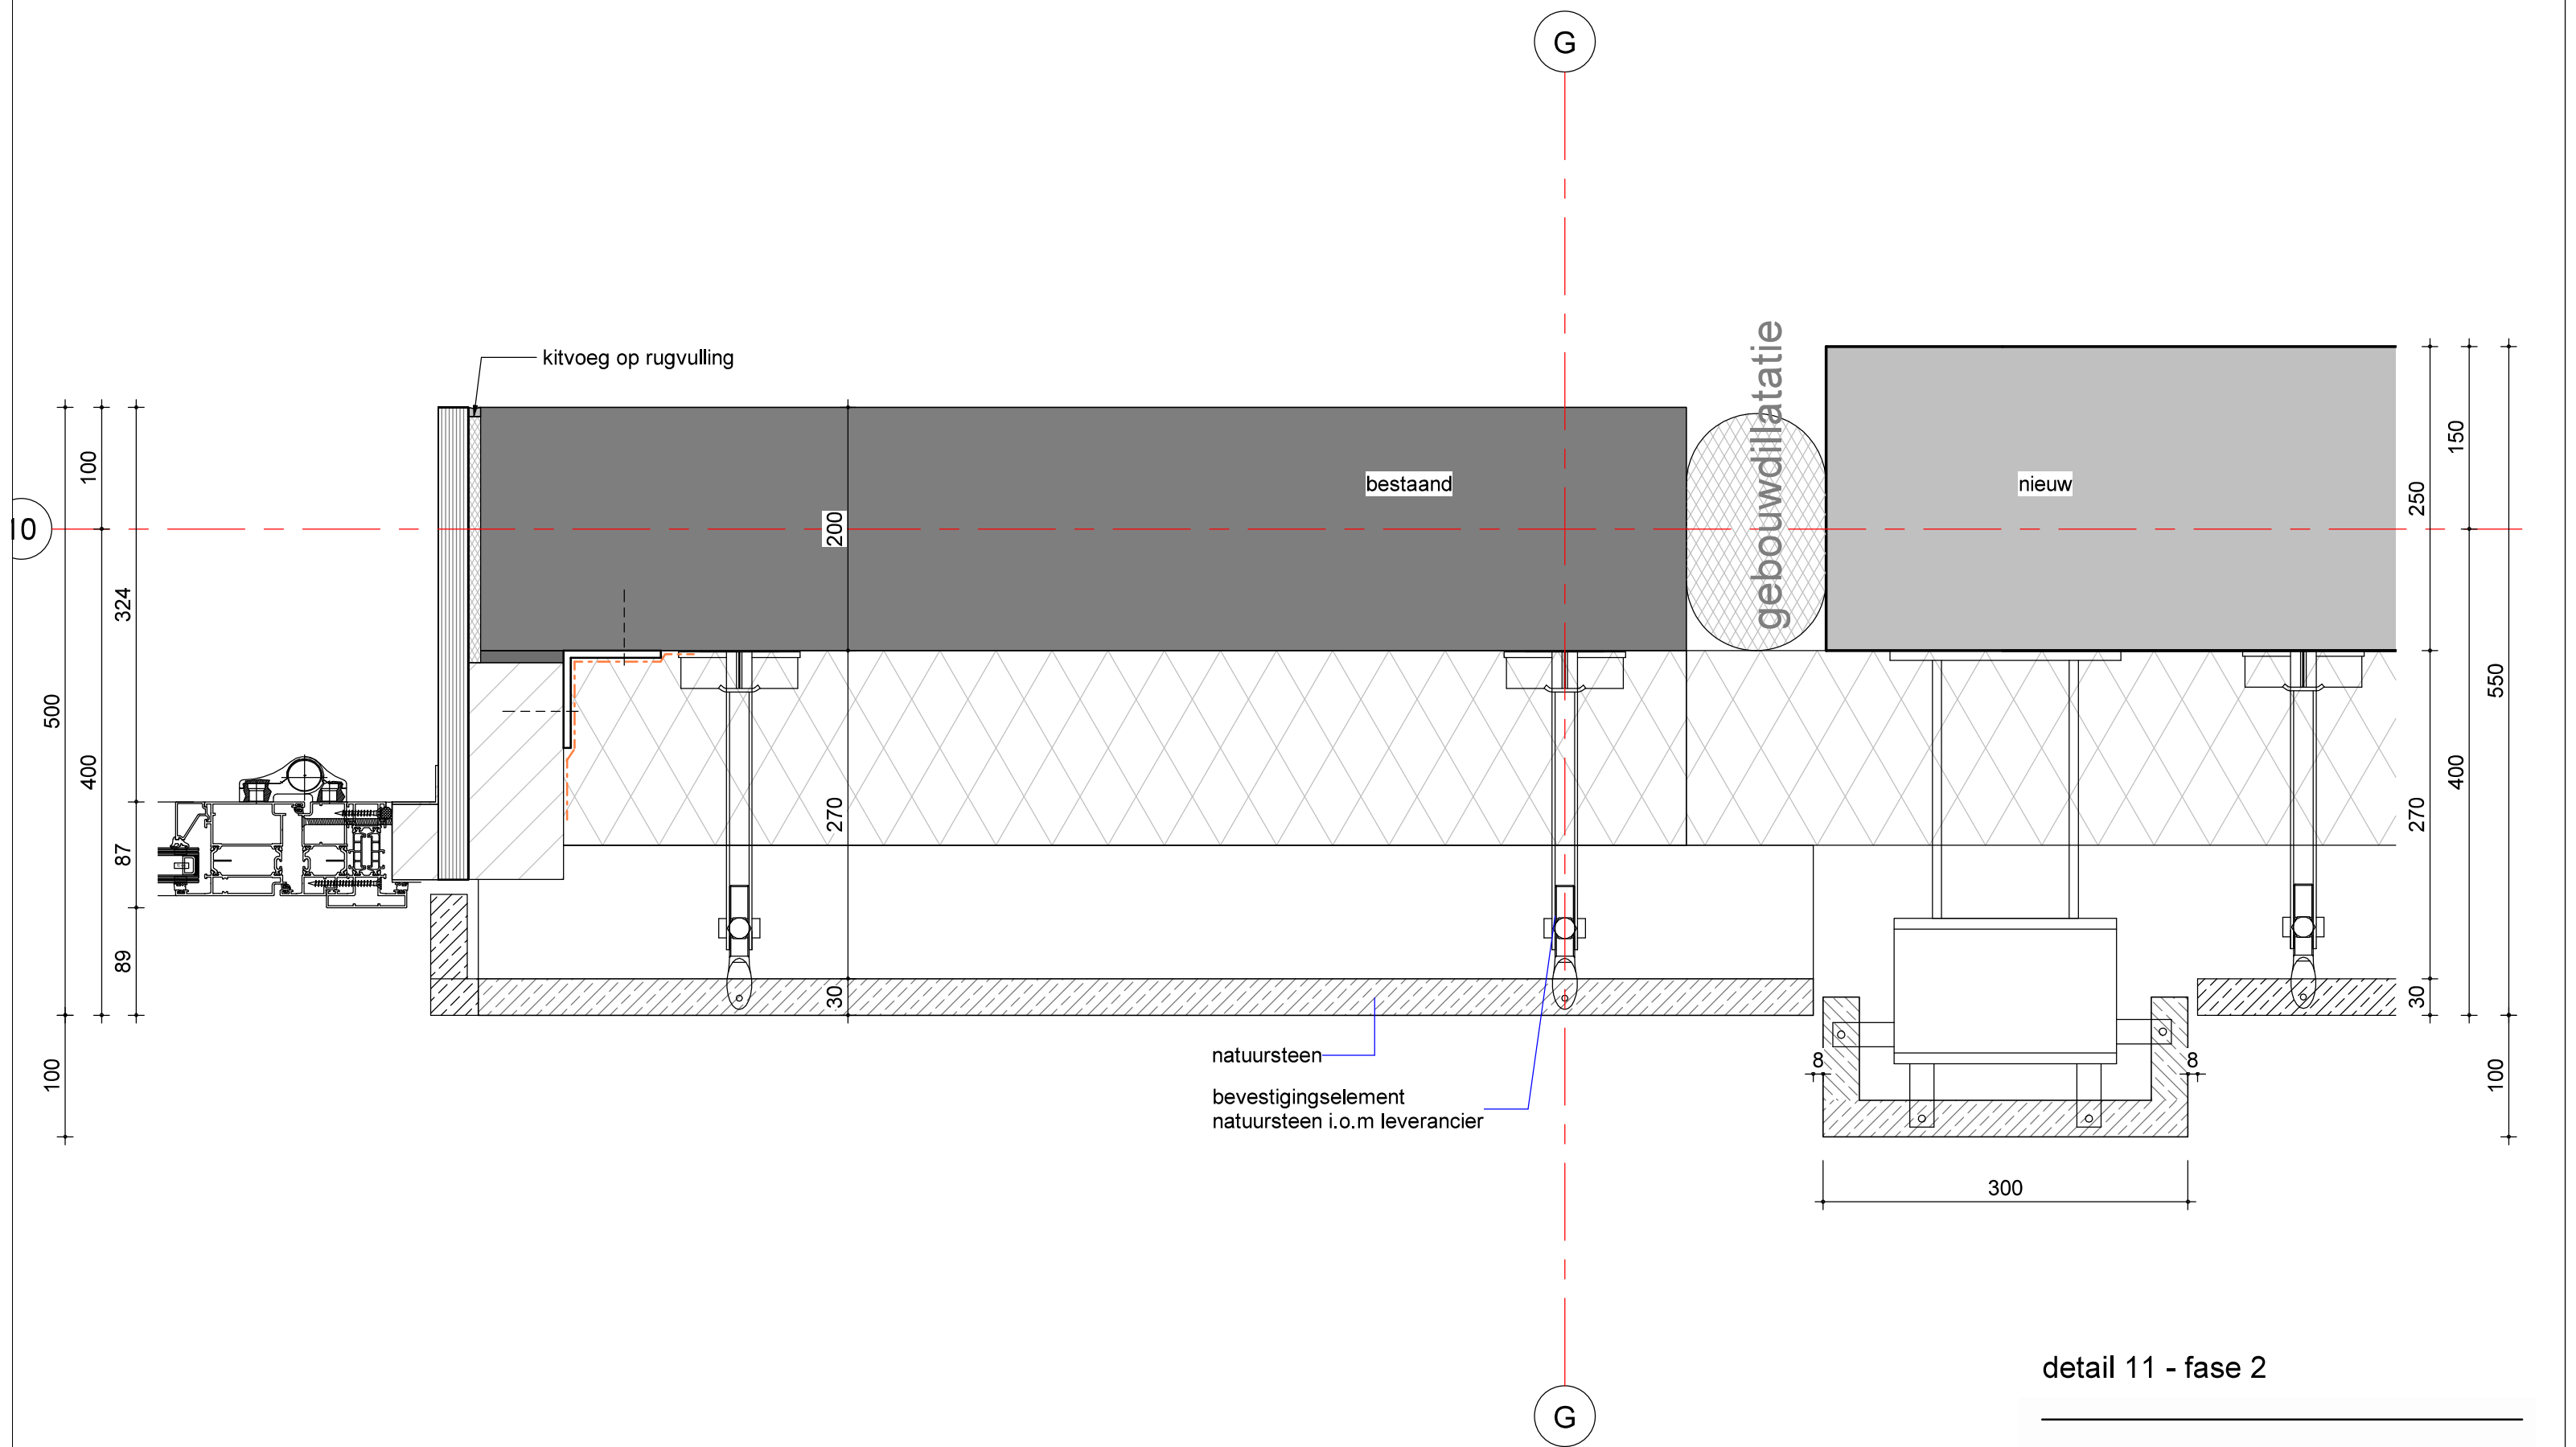 G
kitvoeg op rugvulling
gebouwdillatatie
bestaand
nieuw
10
100
324
500
400
87
89
100
200
270
30
150
250
550
400
270
30
100
natuursteen
bevestigingselement
natuursteen i.o.m leverancier
8
8
300
detail 11 - fase 2
G